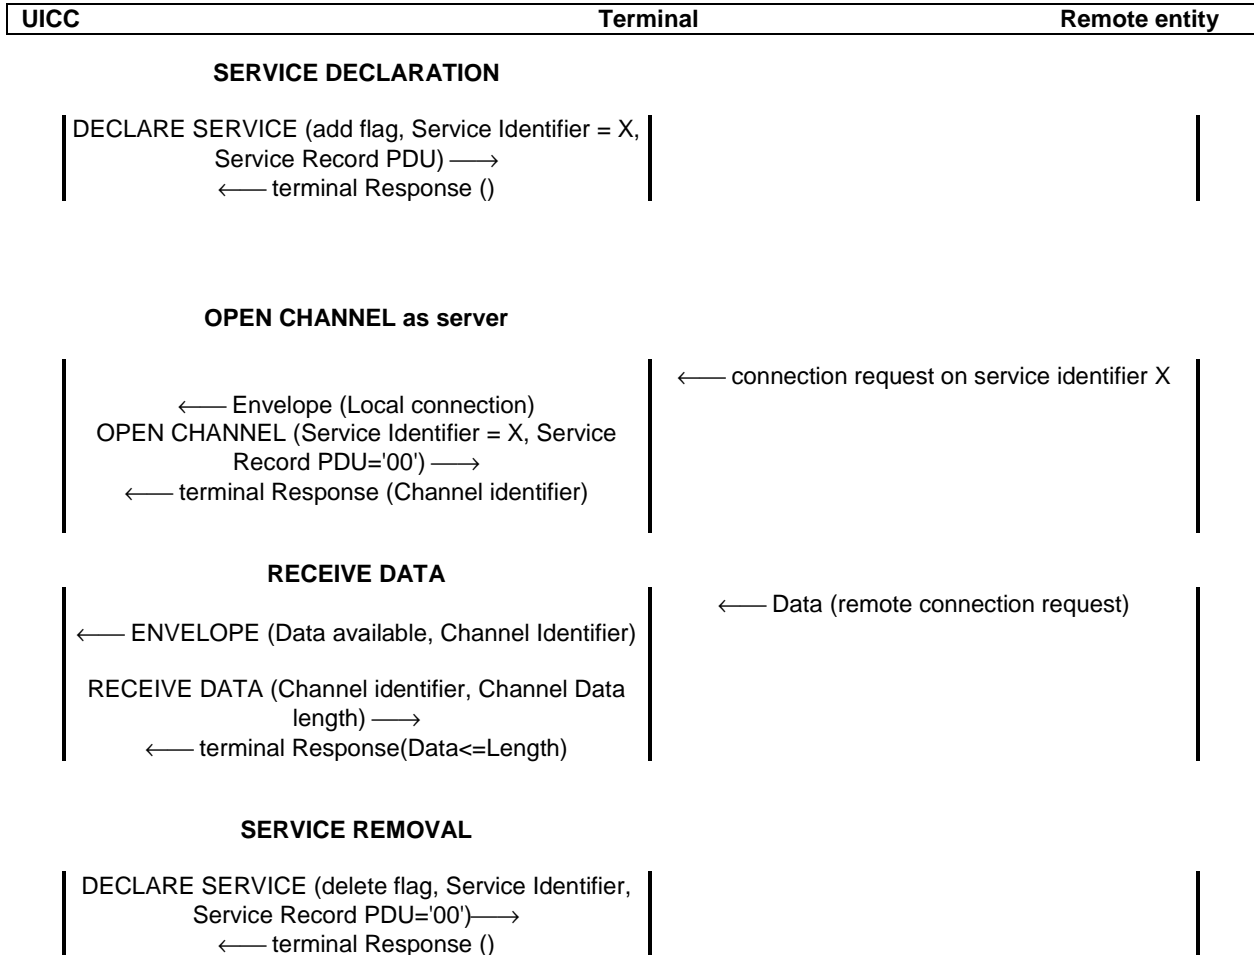 UICC Terminal Remote entity
SERVICE DECLARATION
DECLARE SERVICE (add flag, Service Identifier = X,
Service Record PDU) ⟶
⟵ terminal Response ()
OPEN CHANNEL as server
⟵ connection request on service identifier X
⟵ Envelope (Local connection)
OPEN CHANNEL (Service Identifier = X, Service
Record PDU='00') ⟶
⟵ terminal Response (Channel identifier)
RECEIVE DATA
⟵ Data (remote connection request)
⟵ ENVELOPE (Data available, Channel Identifier)
RECEIVE DATA (Channel identifier, Channel Data
length) ⟶
⟵ terminal Response(Data<=Length)
SERVICE REMOVAL
DECLARE SERVICE (delete flag, Service Identifier,
Service Record PDU='00')⟶
⟵ terminal Response ()